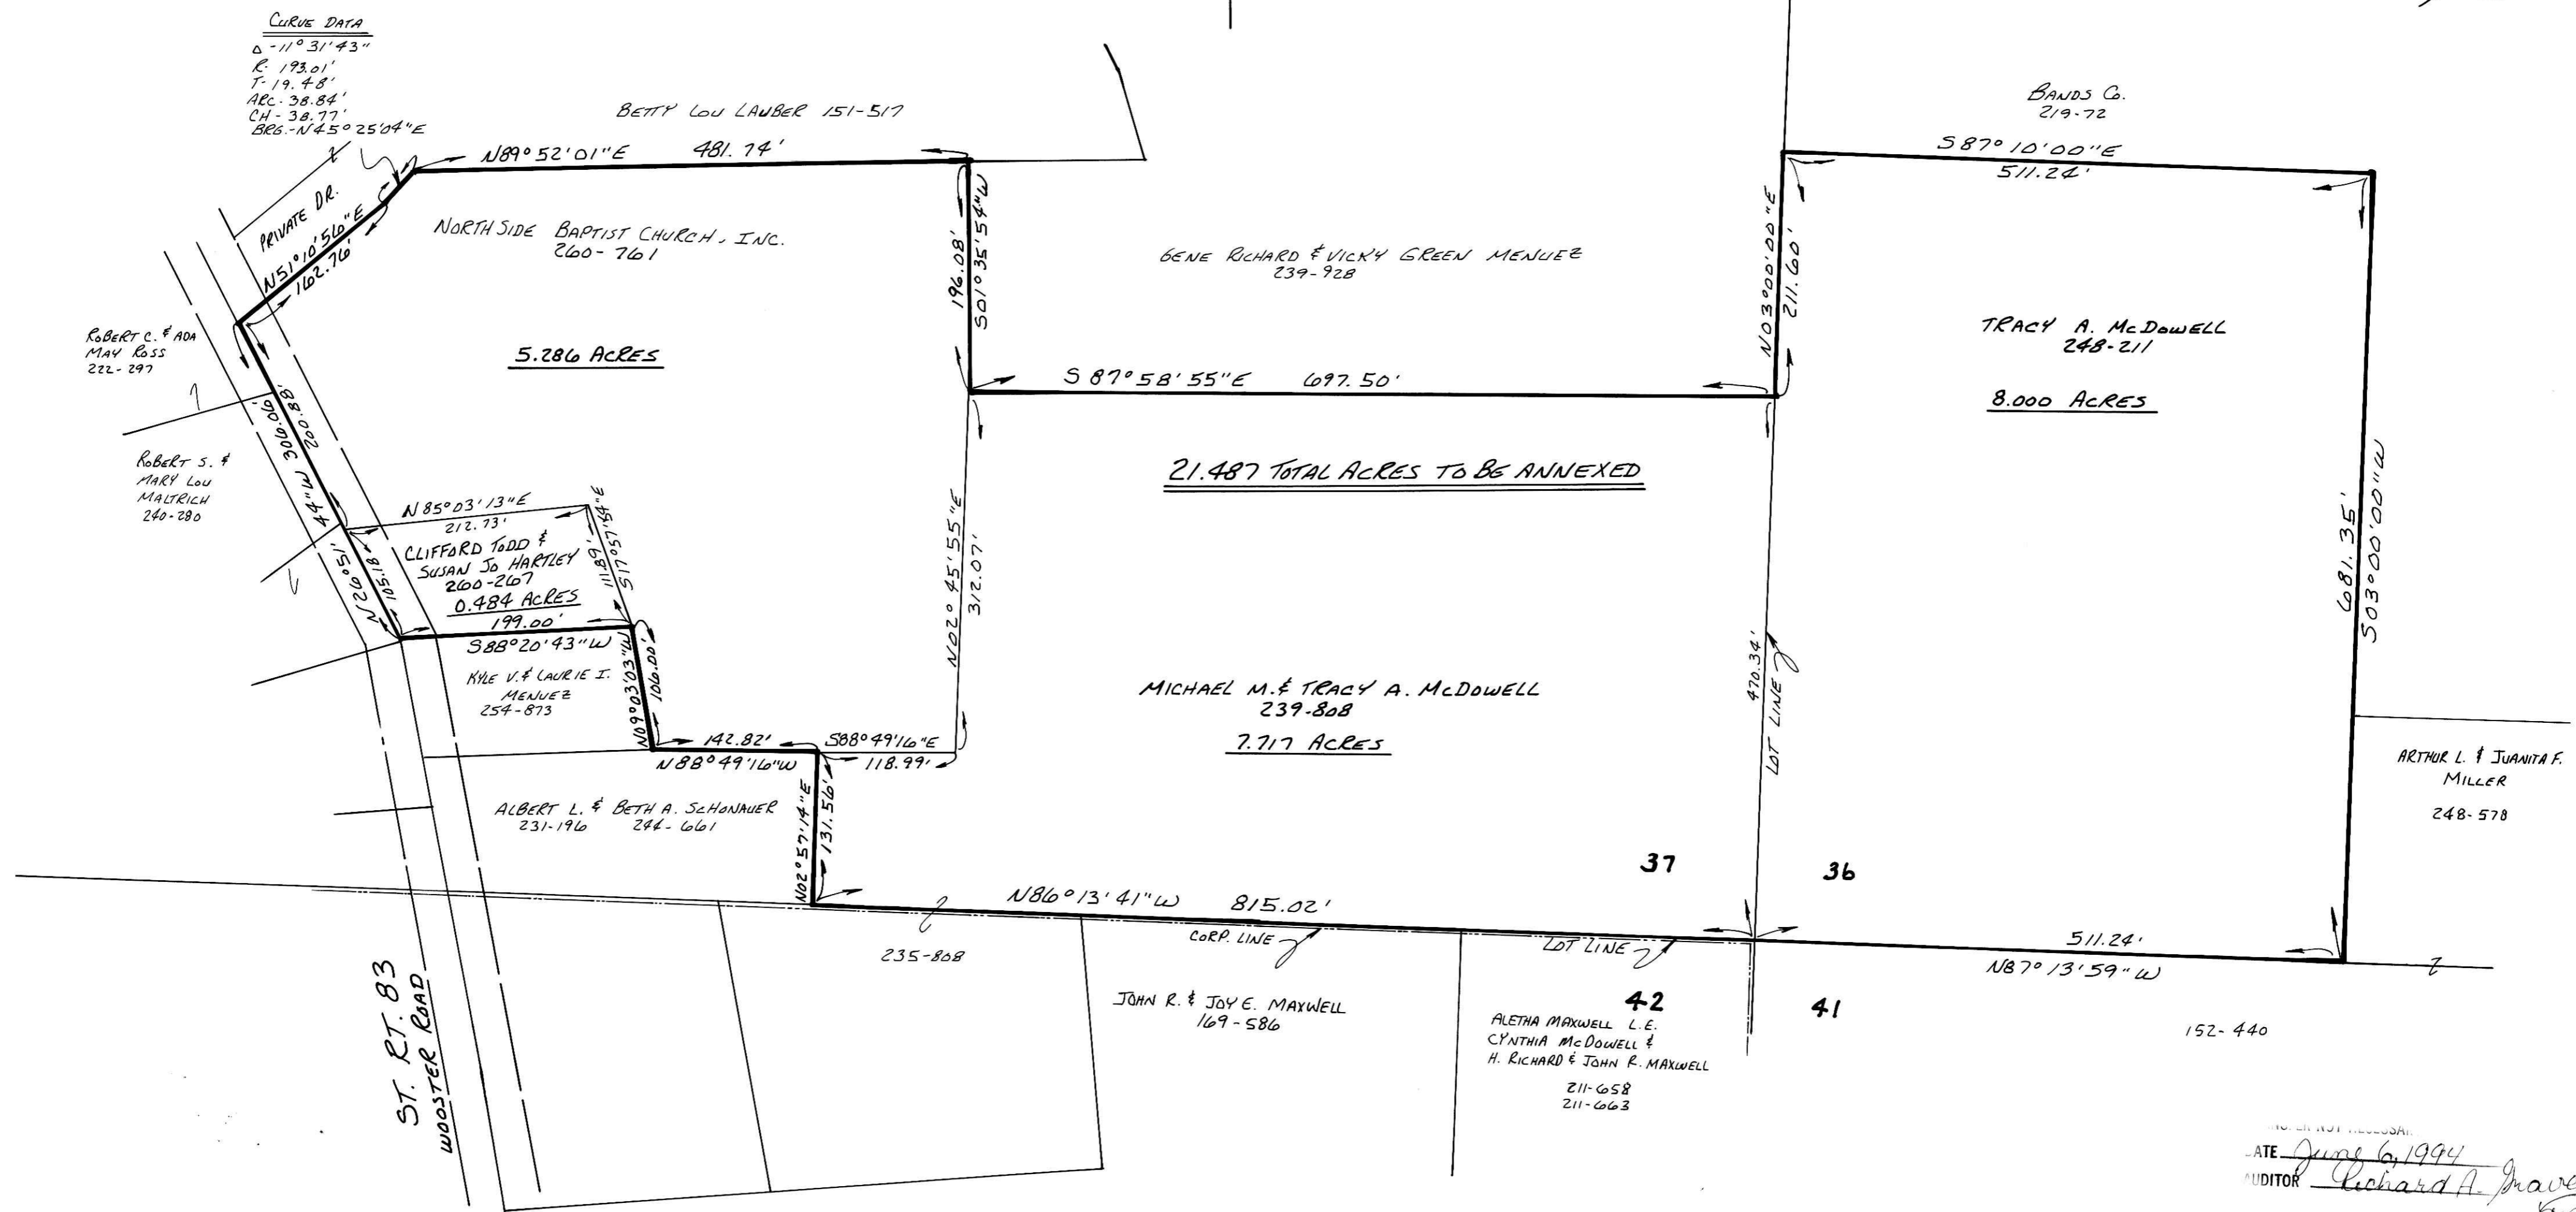 CURVE DATA
Δ - 11° 31' 43"
R- 193.01'
T- 19.48'
ARC- 38.84'
CH- 38.77'
BRG.- N45° 25' 04" E
BETTY LOU LAUBER 151-517
BANDS CO.
219-72
N89° 52' 01" E 481.74'
S 87° 10' 00" E
511.24'
PRIVATE DR.
N51° 10' 56" E
162.76'
NORTHSIDE BAPTIST CHURCH, INC.
260-761
5.286 ACRES
196.08'
S01° 35' 54" W
GENE RICHARD & VICKY GREEN MENUEZ
239-928
N03° 00' 00" E
211.60'
TRACY A. McDOWELL
248-211
8.000 ACRES
ROBERT C. & ADA
MAY ROSS
222-297
S 87° 58' 55" E 697.50'
21.487 TOTAL ACRES TO BE ANNEXED
ROBERT S. &
MARY LOU
MALTRICH
240-280
N26° 51' 44" W 306.06'
200.88'
105.18'
N 85° 03' 13" E
212.73'
CLIFFORD TODD &
SUSAN JO HARTLEY
260-267
0.484 ACRES
199.00'
S88° 20' 43" W
111.89'
S17° 57' 54" E
N02° 45' 55" E
312.07'
681.35'
S03° 00' 00" W
KYLE V. & LAURIE I.
MENUEZ
254-873
N09° 03' 03" W
106.00'
470.34'
LOT LINE
MICHAEL M. & TRACY A. McDOWELL
239-808
7.717 ACRES
142.82'
N88° 49' 16" W
S88° 49' 16" E
118.99'
ARTHUR L. & JUANITA F.
MILLER
248-578
ALBERT L. & BETH A. SCHONAUER
231-196 244-661
N02° 57' 14" E
131.56'
37
36
N86° 13' 41" W 815.02'
CORP. LINE
LOT LINE
511.24'
N87° 13' 59" W
235-808
JOHN R. & JOY E. MAXWELL
169-586
42
41
ALETHA MAXWELL L.E.
CYNTHIA McDOWELL &
H. RICHARD & JOHN R. MAXWELL
211-658
211-663
152-440
ST. RT. 83
WOOSTER ROAD
ATE June 6, 1994
UDITOR Richard A.